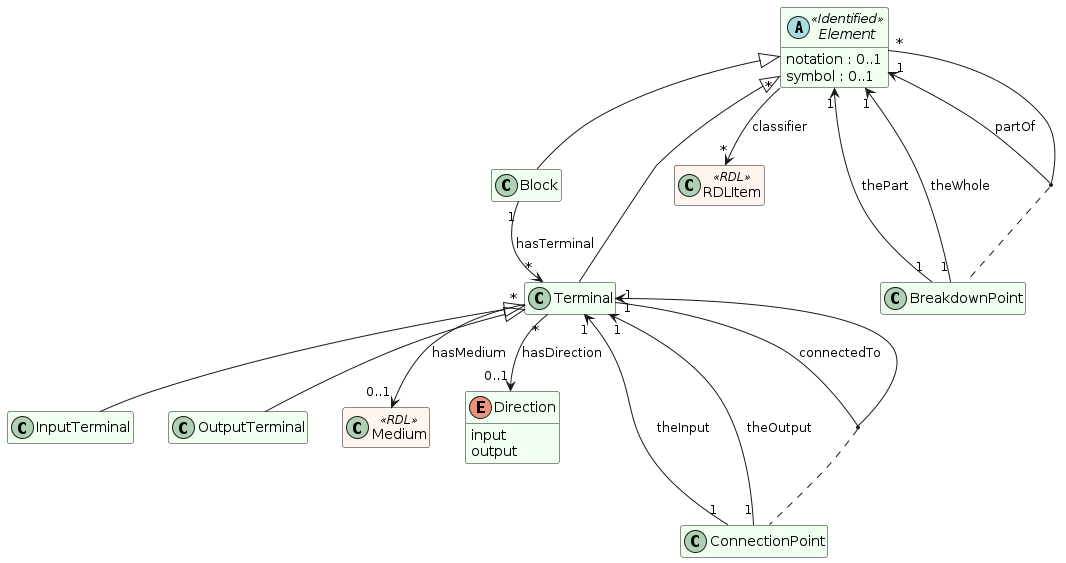 A «Identified»
Element
notation : 0..1
symbol : 0..1
*
1
*
1
1
partOf
classifier
*
C Block
C «RDL»
RDLItem
thePart
theWhole
1
hasTerminal
*
1
1
C BreakdownPoint
C Terminal
*
1
1
*
1
1
hasMedium
hasDirection
connectedTo
0..1
0..1
C InputTerminal
C OutputTerminal
C «RDL»
Medium
E Direction
input
output
theInput
theOutput
1
1
C ConnectionPoint